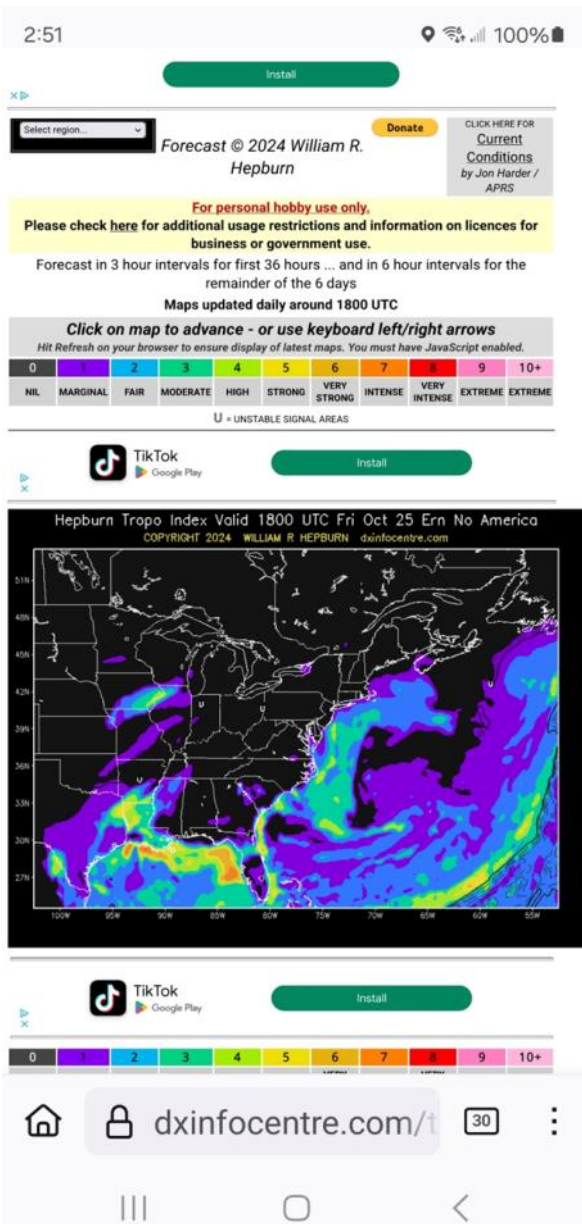 2:51
100%
Install
Select region...
Forecast © 2024 William R.
Hepburn
Donate
CLICK HERE FOR
Current
Conditions
by Jon Harder /
APRS
For personal hobby use only.
Please check here for additional usage restrictions and information on licences for
business or government use.
Forecast in 3 hour intervals for first 36 hours ... and in 6 hour intervals for the
remainder of the 6 days
Maps updated daily around 1800 UTC
Click on map to advance - or use keyboard left/right arrows
Hit Refresh on your browser to ensure display of latest maps. You must have JavaScript enabled.
0 1 2 3 4 5 6 7 8 9 10+
NIL MARGINAL FAIR MODERATE HIGH STRONG VERY STRONG INTENSE VERY INTENSE EXTREME EXTREME
U = UNSTABLE SIGNAL AREAS
TikTok
Google Play
Install
Hepburn Tropo Index Valid 1800 UTC Fri Oct 25 Ern No America
COPYRIGHT 2024 WILLIAM R HEPBURN dxinfocentre.com
51N
48N
45N
U
42N
U
U
39N
36N
U
33N
30N
27N
100W 95W 90W 85W 80W 75W 70W 65W 60W 55W
TikTok
Google Play
Install
0 1 2 3 4 5 6 7 8 9 10+
dxinfocentre.com/t
30